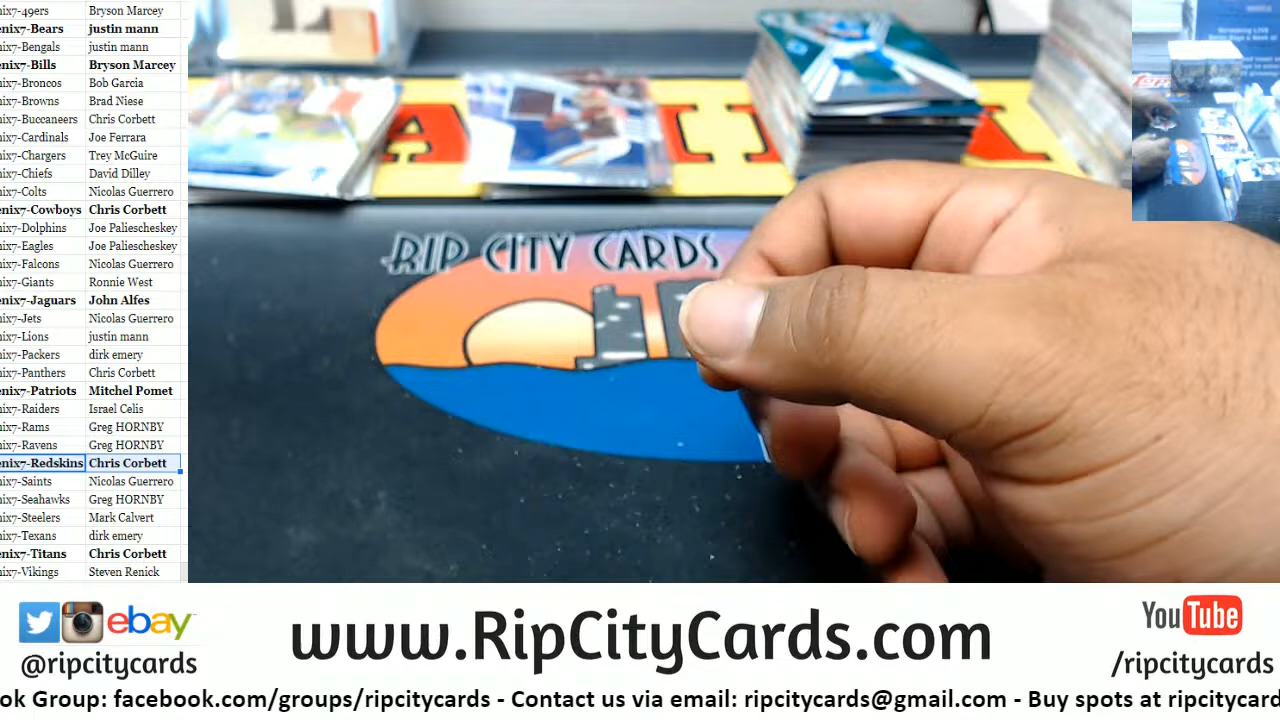 nix7-49ers Bryson Marcey
enix7-Bears justin mann
nix7-Bengals justin mann
enix7-Bills Bryson Marcey
nix7-Broncos Bob Garcia
nix7-Browns Brad Niese
nix7-Buccaneers Chris Corbett
nix7-Cardinals Joe Ferrara
nix7-Chargers Trey McGuire
nix7-Chiefs David Dilley
nix7-Colts Nicolas Guerrero
enix7-Cowboys Chris Corbett
nix7-Dolphins Joe Paliescheskey
nix7-Eagles Joe Paliescheskey
nix7-Falcons Nicolas Guerrero
nix7-Giants Ronnie West
enix7-Jaguars John Alfes
nix7-Jets Nicolas Guerrero
nix7-Lions justin mann
nix7-Packers dirk emery
nix7-Panthers Chris Corbett
enix7-Patriots Mitchel Pomet
nix7-Raiders Israel Celis
nix7-Rams Greg HORNBY
nix7-Ravens Greg HORNBY
enix7-Redskins Chris Corbett
nix7-Saints Nicolas Guerrero
nix7-Seahawks Greg HORNBY
nix7-Steelers Mark Calvert
nix7-Texans dirk emery
enix7-Titans Chris Corbett
nix7-Vikings Steven Renick
RIP CITY CARDS
ebay
@ripcitycards
www.RipCityCards.com
YouTube
/ripcitycards
ok Group: facebook.com/groups/ripcitycards - Contact us via email: ripcitycards@gmail.com - Buy spots at ripcitycard